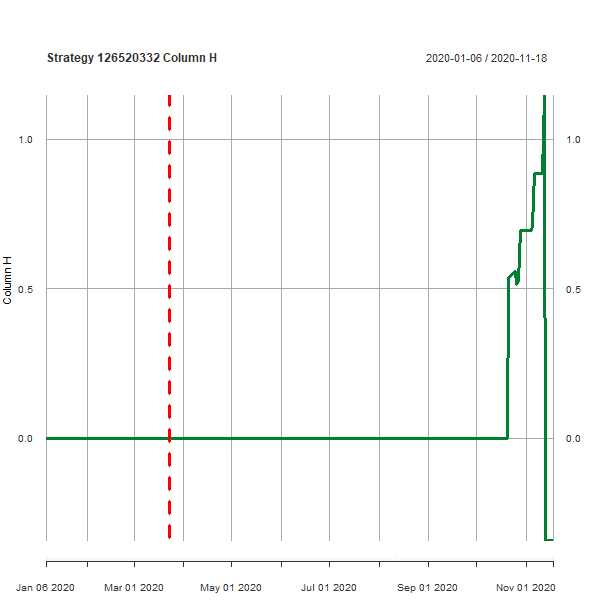 Strategy 126520332 Column H
2020-01-06 / 2020-11-18
1.0
1.0
0.5
0.5
0.0
0.0
Column H
Jan 06 2020
Mar 01 2020
May 01 2020
Jul 01 2020
Sep 01 2020
Nov 01 2020